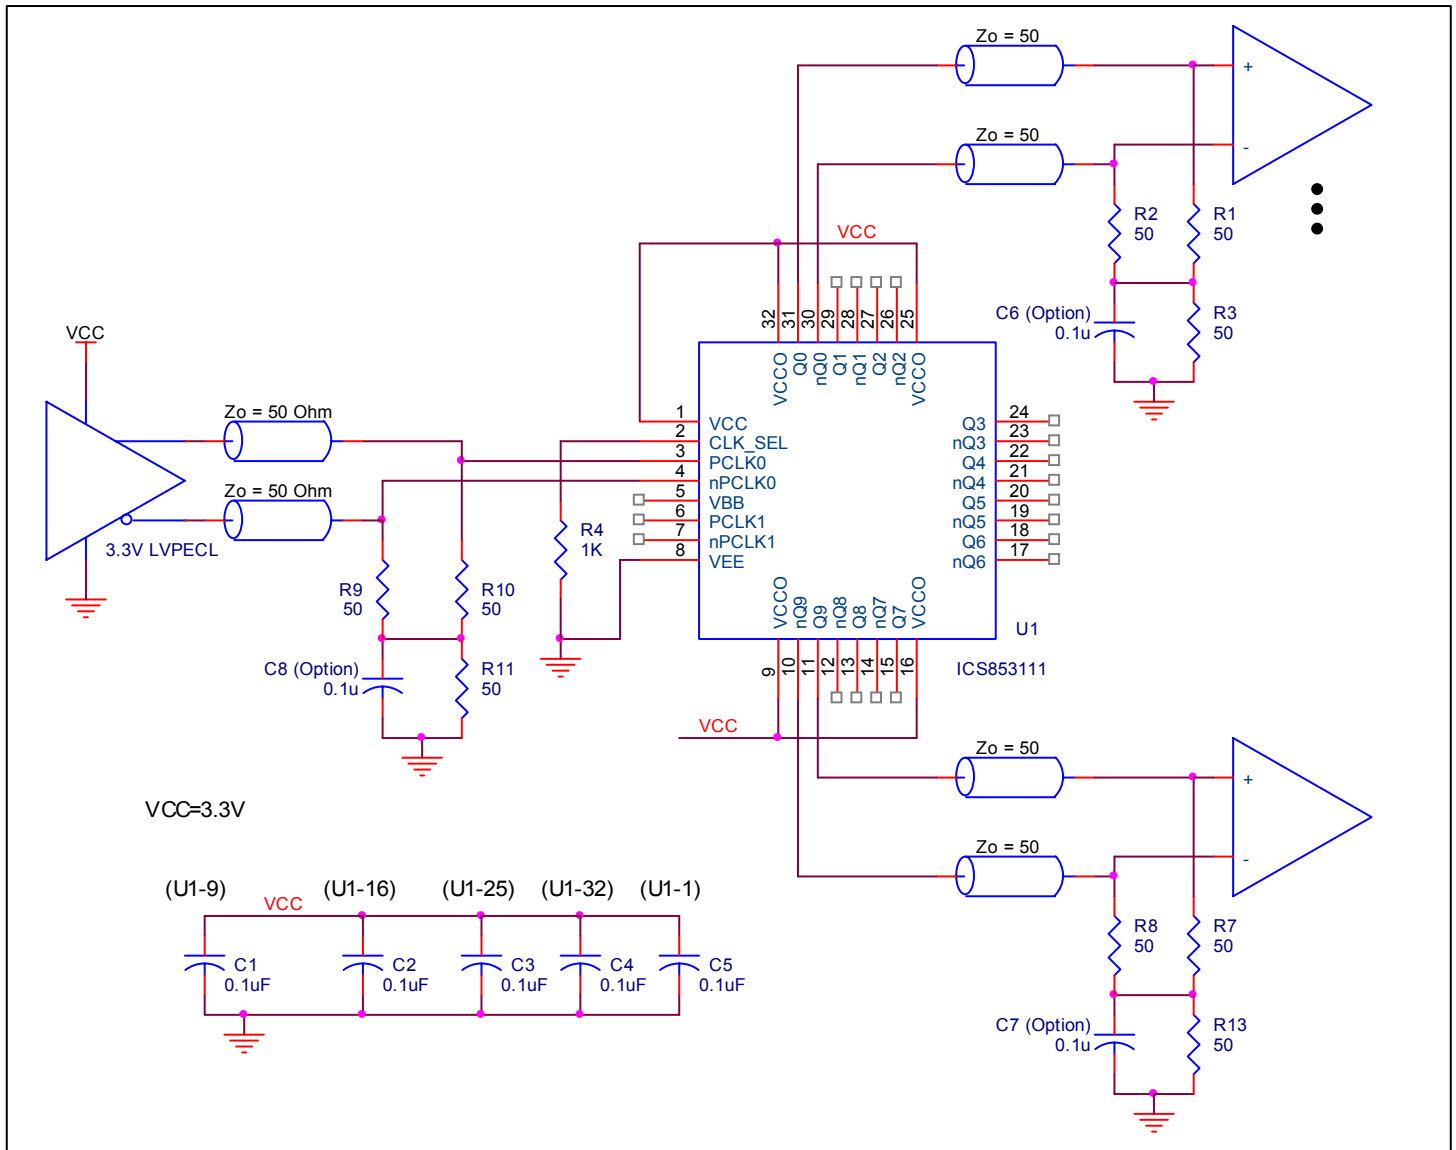 Zo = 50
+
Zo = 50
-
R2
50
R1
50
VCC
C6 (Option)
0.1u
R3
50
32
31
30
29
28
27
26
25
VCCO
Q0
nQ0
Q1
nQ1
Q2
nQ2
VCCO
VCC
Zo = 50 Ohm
Zo = 50 Ohm
3.3V LVPECL
1
2
3
4
5
6
7
8
VCC
CLK_SEL
PCLK0
nPCLK0
VBB
PCLK1
nPCLK1
VEE
Q3
nQ3
Q4
nQ4
Q5
nQ5
Q6
nQ6
24
23
22
21
20
19
18
17
R4
1K
R9
50
R10
50
C8 (Option)
0.1u
R11
50
VCCO
nQ9
Q9
nQ8
Q8
nQ7
Q7
VCCO
9
10
11
12
13
14
15
16
U1
ICS853111
VCC
Zo = 50
+
Zo = 50
-
R8
50
R7
50
C7 (Option)
0.1u
R13
50
VCC=3.3V
(U1-9)
(U1-16)
(U1-25)
(U1-32)
(U1-1)
VCC
C1
0.1uF
C2
0.1uF
C3
0.1uF
C4
0.1uF
C5
0.1uF